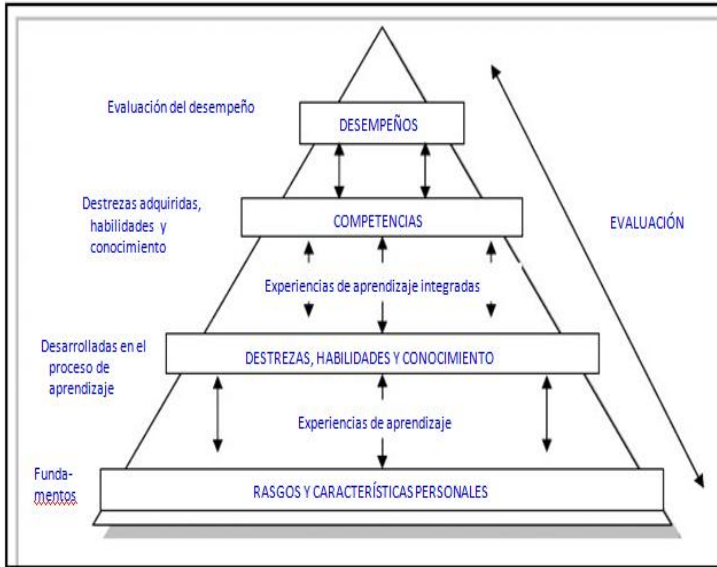 Evaluación del desempeño
DESEMPEÑOS
Destrezas adquiridas,
habilidades y
conocimiento
COMPETENCIAS
EVALUACIÓN
Experiencias de aprendizaje integradas
Desarrolladas en el
proceso de
aprendizaje
DESTREZAS, HABILIDADES Y CONOCIMIENTO
Experiencias de aprendizaje
Funda-
mentos
RASGOS Y CARACTERÍSTICAS PERSONALES